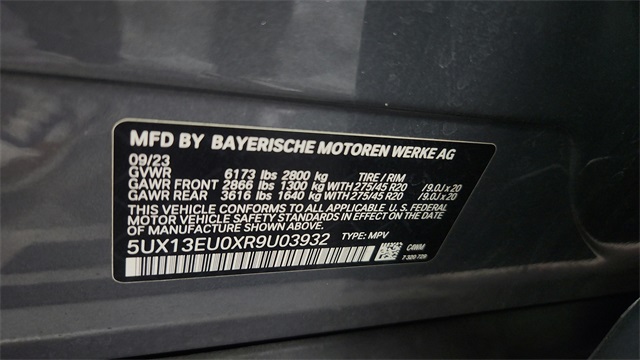 MFD BY BAYERISCHE MOTOREN WERKE AG
09/23
GVWR 6173 lbs 2800 kg TIRE / RIM
GAWR FRONT 2866 lbs 1300 kg WITH 275/45 R20 /9.0J x 20
GAWR REAR 3616 lbs 1640 kg WITH 275/45 R20 /9.0J x 20
THIS VEHICLE CONFORMS TO ALL APPLICABLE
MOTOR VEHICLE SAFETY STANDARDS IN EFFECT ON THE DATE OF
MANUFACTURE SHOWN ABOVE.
5UX13EU0XR9U03932 TYPE: MPV
7 320 729